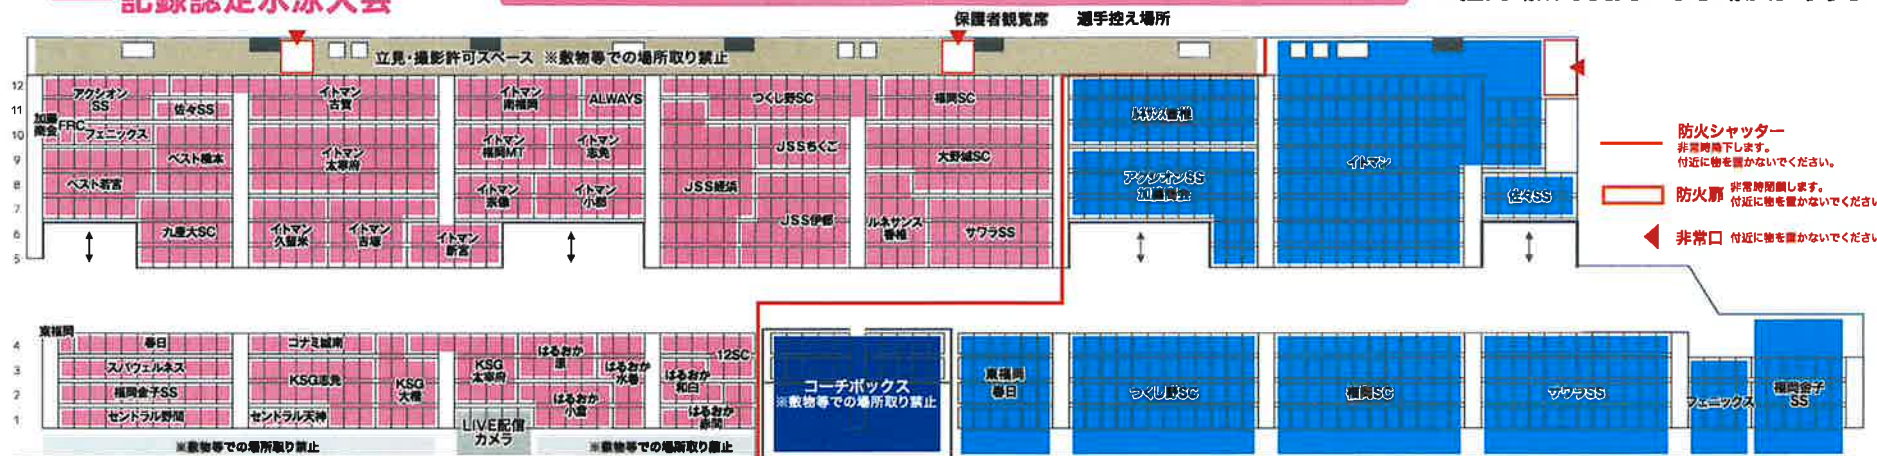 記録認定水泳大会
保護者観覧席 選手控え場所
立見・撮影許可スペース ※敷物等での場所取り禁止
12
11
10
9
8
7
6
5
アクシオン
SS
佐々SS
加藤
商会
FRC
フェニックス
ベスト橋本
ベスト若宮
九産大SC
イトマン
古賀
イトマン
太宰府
イトマン
久留米
イトマン
吉塚
イトマン
新宮
イトマン
南福岡
ALWAYS
イトマン
福岡MT
イトマン
志免
イトマン
宗像
イトマン
小郡
つくし野SC
JSSちくご
JSS姪浜
JSS伊都
福岡SC
大野城SC
ルネサンス
香椎
サワラSS
ルネサンス香椎
アクシオンSS
加藤商会
イトマン
佐々SS
防火シャッター
非常時降下します。
付近に物を置かないでください。
防火扉
非常時閉鎖します。
付近に物を置かないでくださ
非常口 付近に物を置かないでくださ
4
3
2
1
東福岡
春日
スパヴェルネス
福岡金子SS
セントラル野間
コナミ城南
KSG志免
セントラル天神
KSG
大橋
KSG
太宰府
はるおか
原
はるおか
小倉
はるおか
水巻
12SC
はるおか
和白
はるおか
赤間
LIVE配信
カメラ
※敷物等での場所取り禁止
※敷物等での場所取り禁止
コーチボックス
※敷物等での場所取り禁止
東福岡
春日
つくし野SC
福岡SC
サワラSS
フェニックス
福岡金子
SS